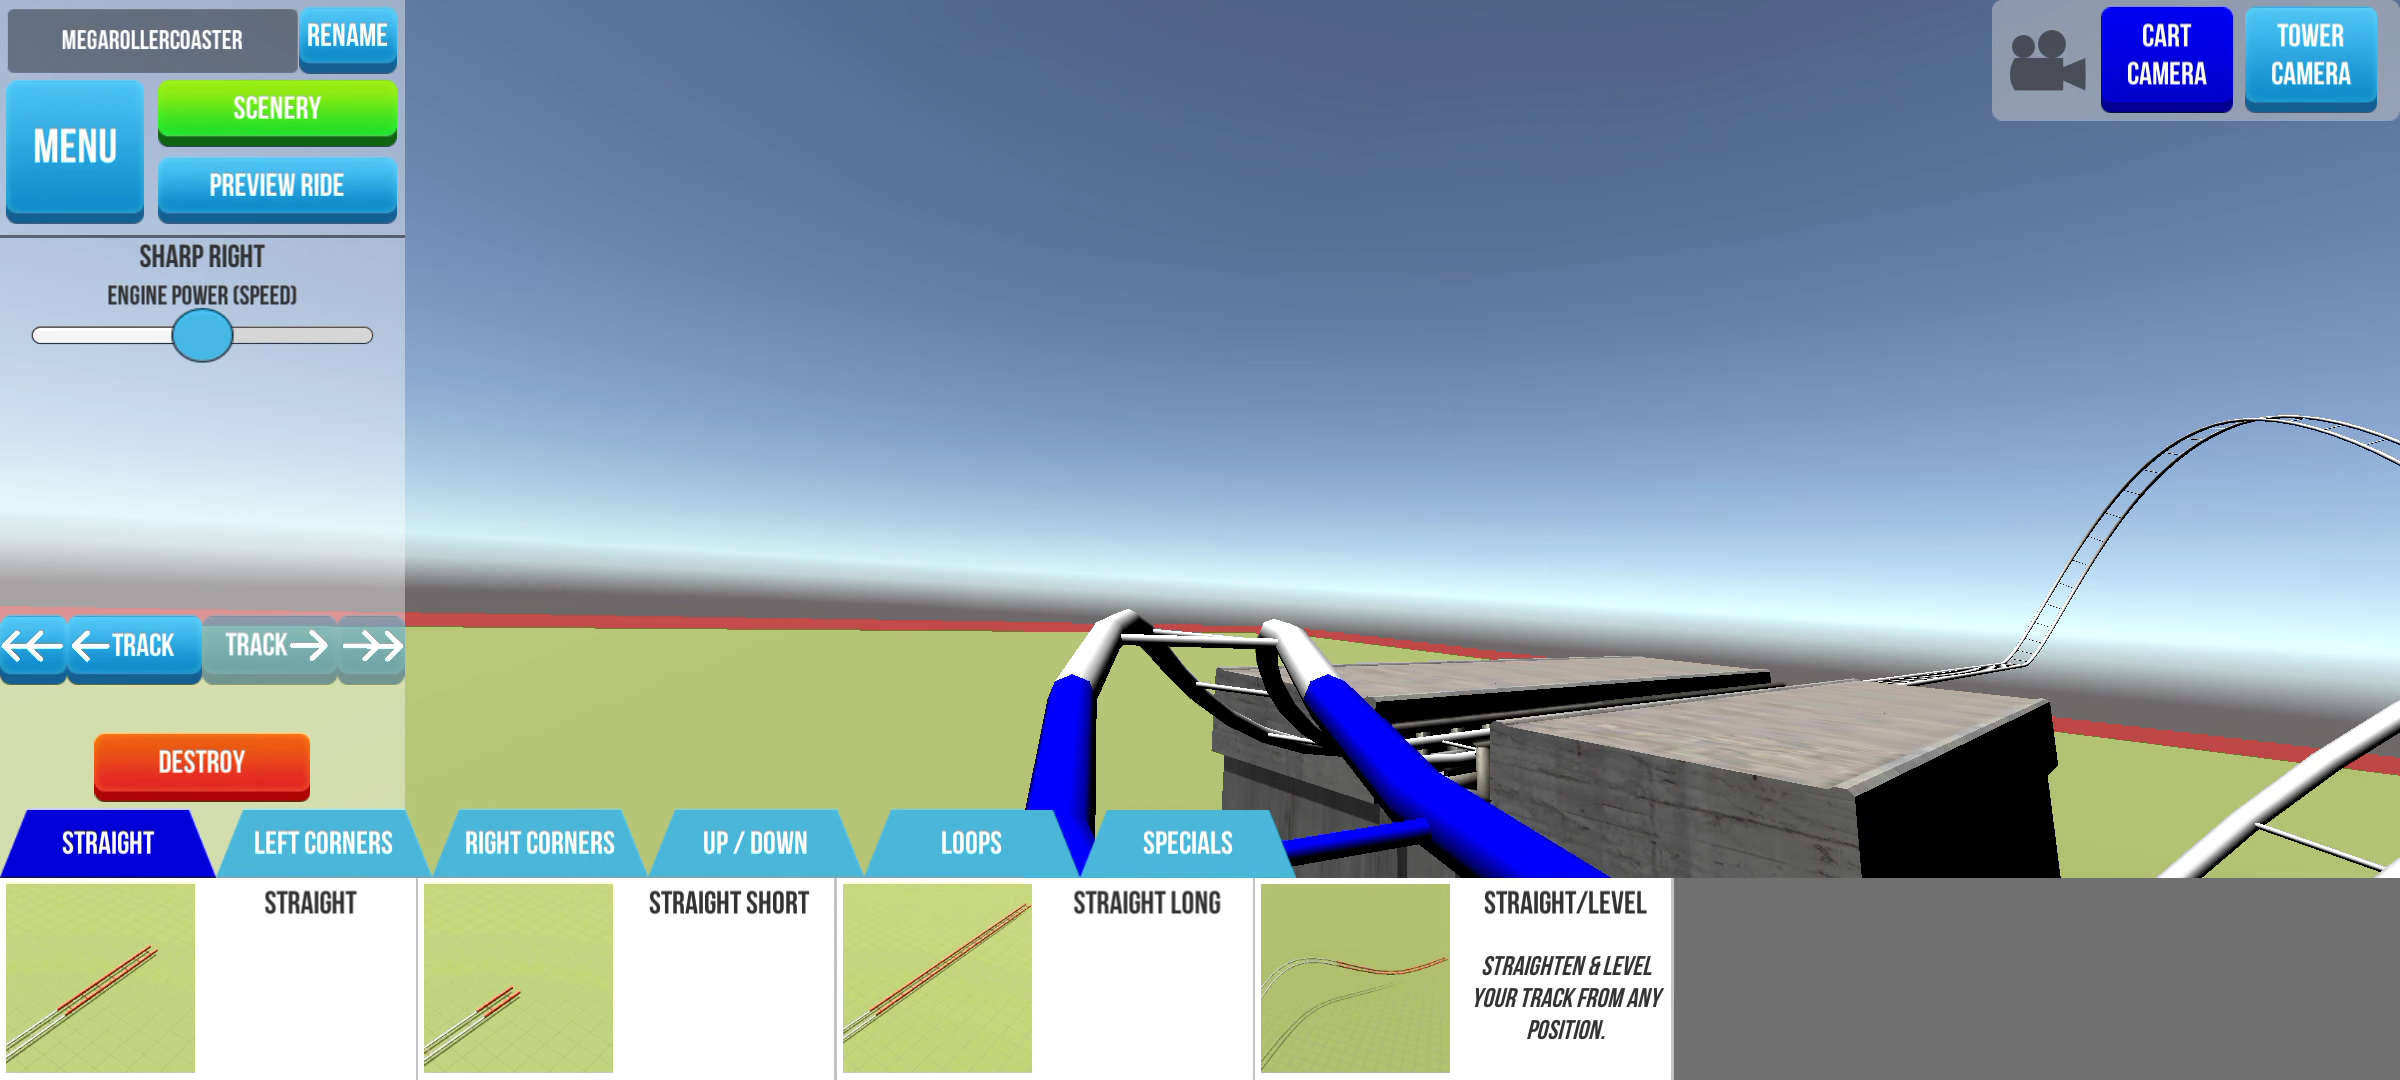 MEGAROLLERCOASTER
RENAME
MENU
SCENERY
PREVIEW RIDE
CART
CAMERA
TOWER
CAMERA
SHARP RIGHT
ENGINE POWER (SPEED)
TRACK
TRACK
DESTROY
STRAIGHT
LEFT CORNERS
RIGHT CORNERS
UP / DOWN
LOOPS
SPECIALS
STRAIGHT
STRAIGHT SHORT
STRAIGHT LONG
STRAIGHT/LEVEL
STRAIGHTEN & LEVEL
YOUR TRACK FROM ANY
POSITION.